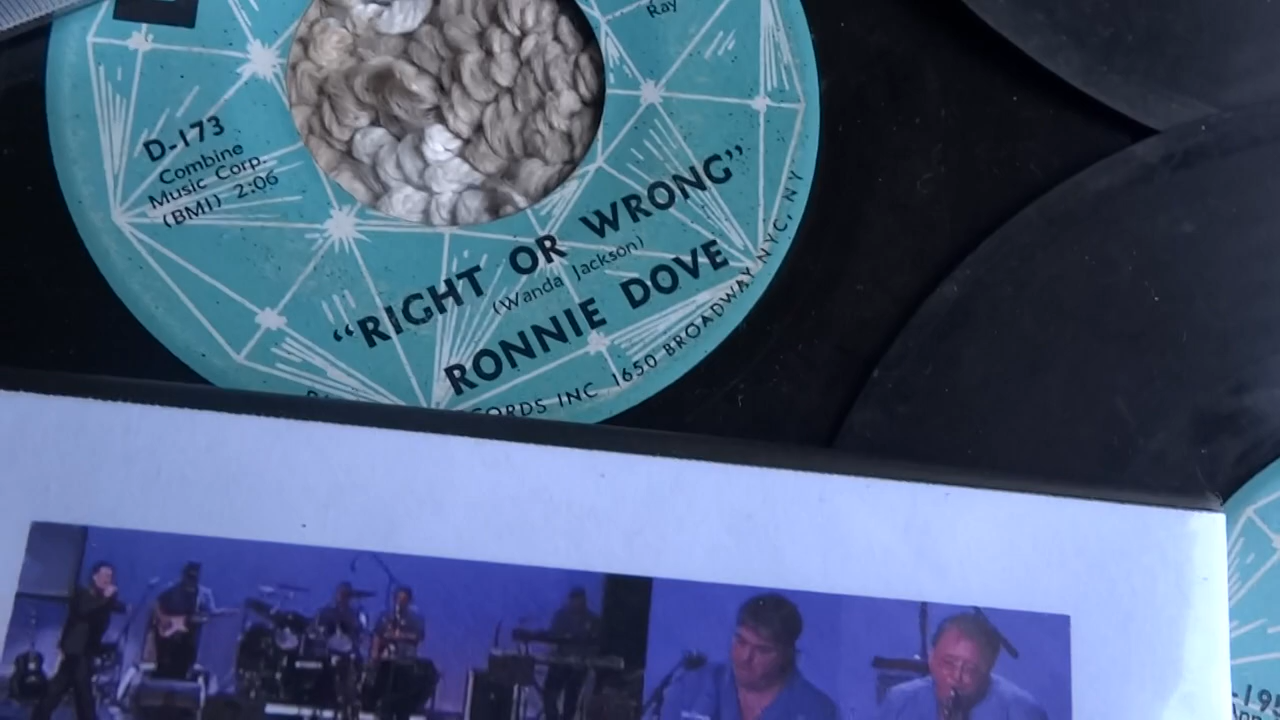 Ray
D-173
Combine
Music Corp.
(BMI) 2:06
“RIGHT OR WRONG”
(Wanda Jackson)
RONNIE DOVE
INC 1650 BROADWAY, NYC, NY